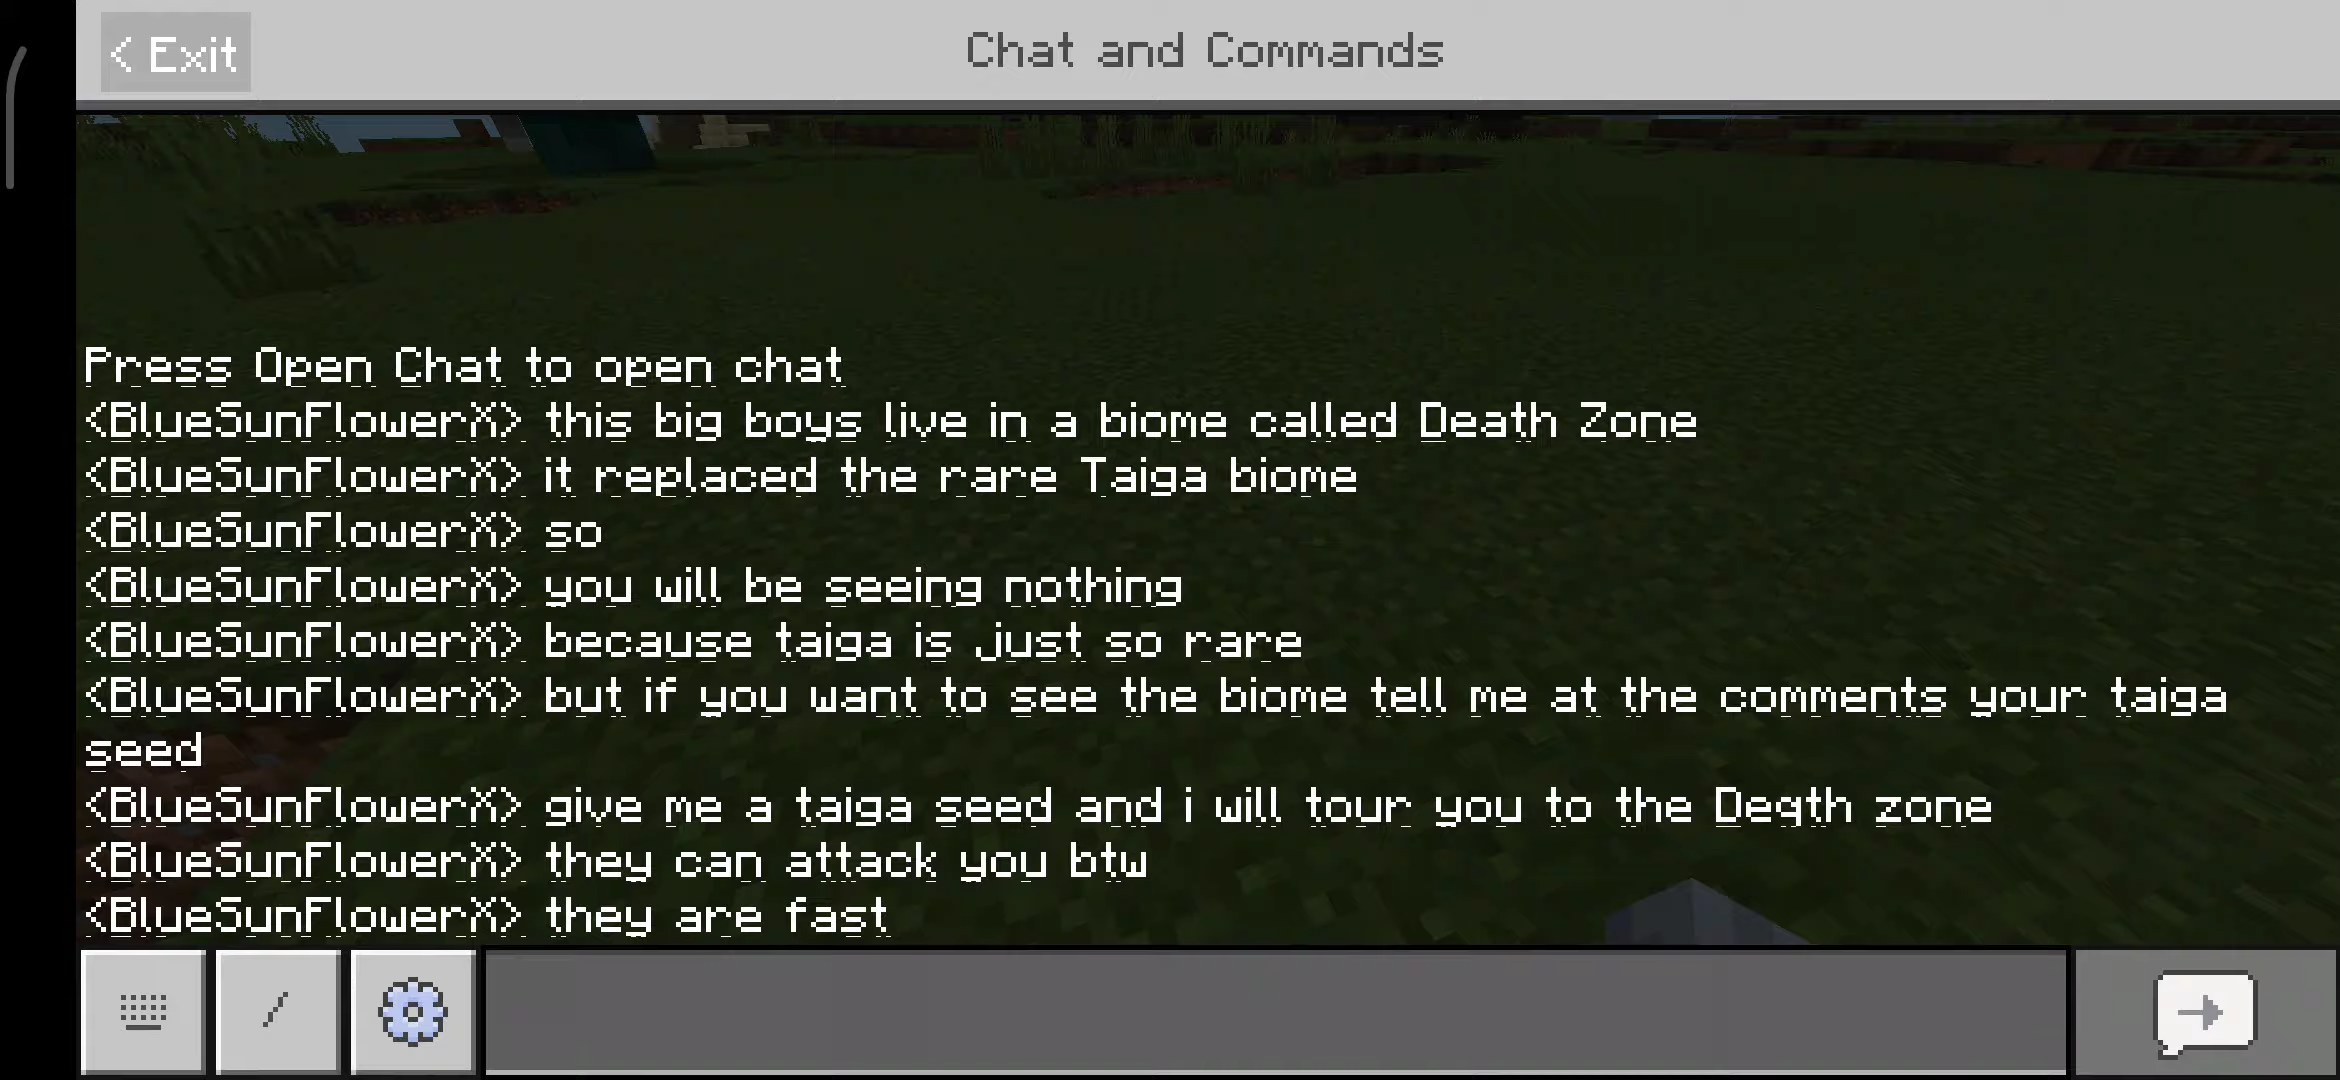 < Exit
Chat and Commands
Press Open Chat to open chat
<BlueSunFlowerX> this big boys live in a biome called Death Zone
<BlueSunFlowerX> it replaced the rare Taiga biome
<BlueSunFlowerX> so
<BlueSunFlowerX> you will be seeing nothing
<BlueSunFlowerX> because taiga is just so rare
<BlueSunFlowerX> but if you want to see the biome tell me at the comments your taiga
seed
<BlueSunFlowerX> give me a taiga seed and i will tour you to the Deqth zone
<BlueSunFlowerX> they can attack you btw
<BlueSunFlowerX> they are fast
/